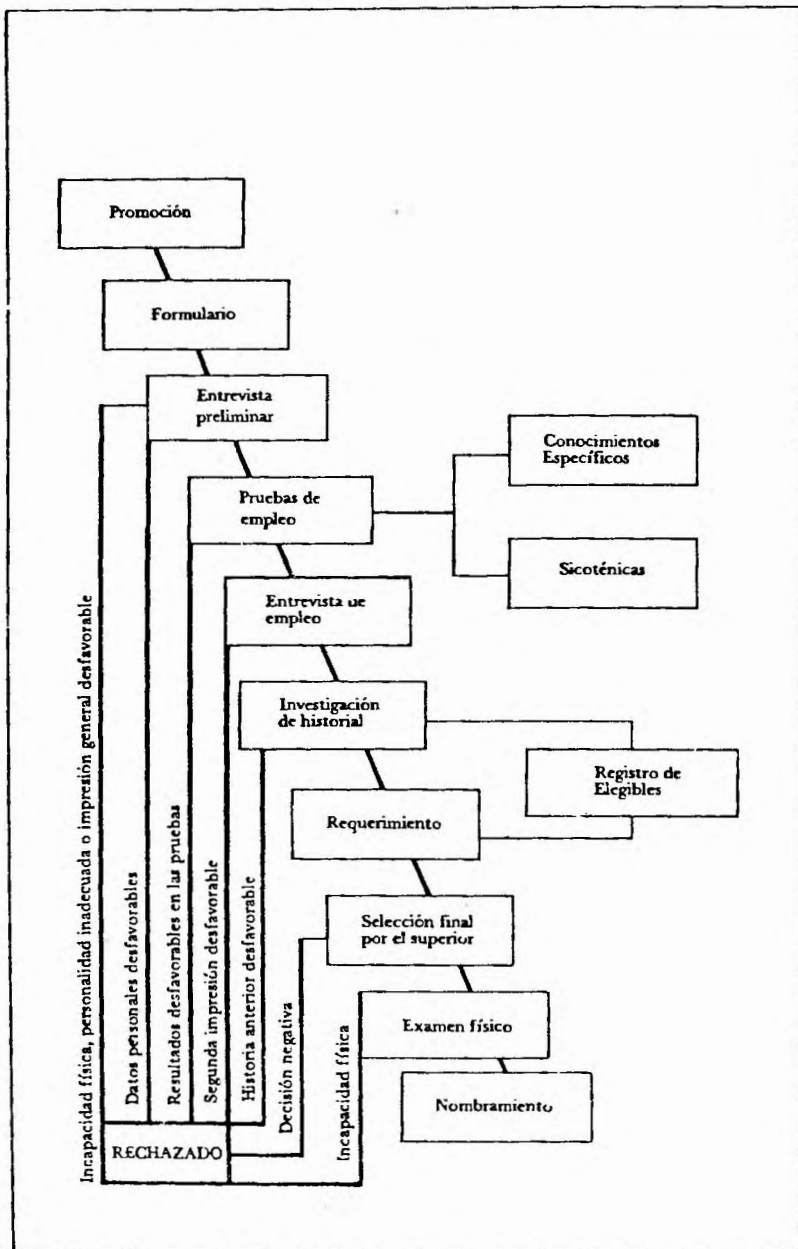 Promoción
Formulario
Entrevista
preliminar
Pruebas de
empleo
Conocimientos
Específicos
Sicoténicas
Entrevista de
empleo
Investigación
de historial
Registro de
Elegibles
Requerimiento
Selección final
por el superior
Examen físico
Nombramiento
Incapacidad física, personalidad inadecuada o impresión general desfavorable
Datos personales desfavorables
Resultados desfavorables en las pruebas
Segunda impresión desfavorable
Historia anterior desfavorable
Decisión negativa
Incapacidad física
RECHAZADO